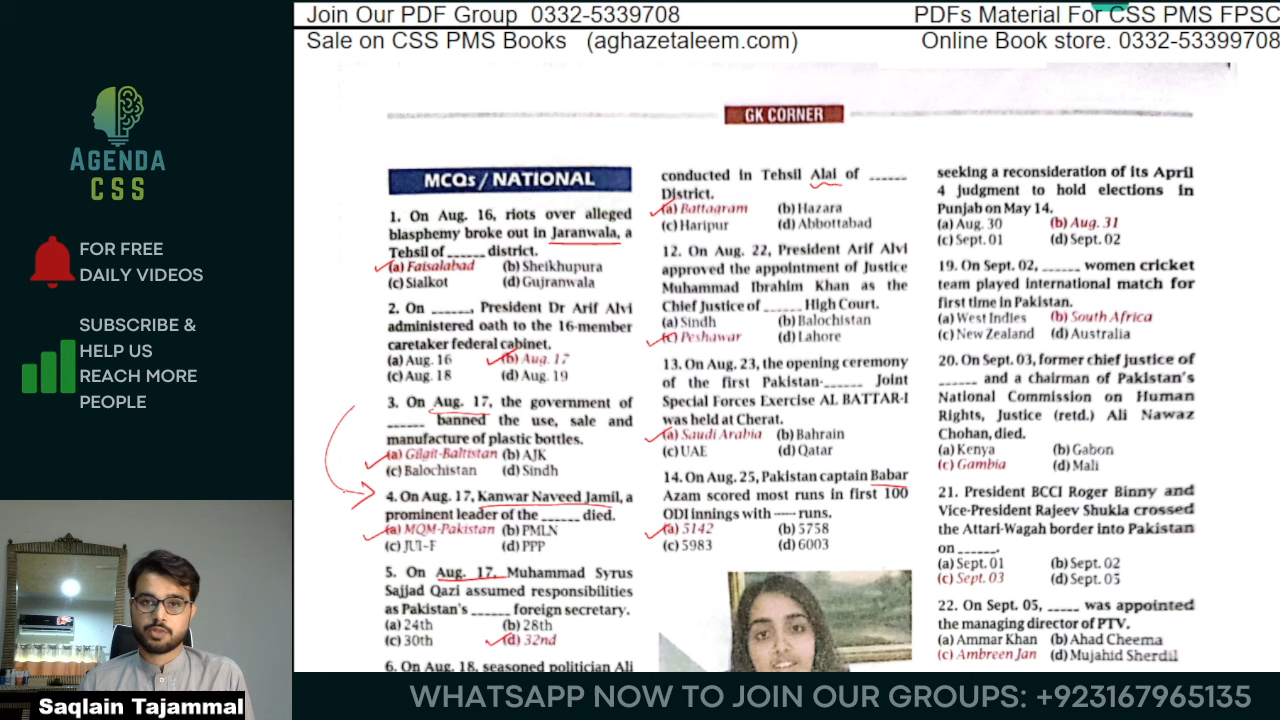 Join Our PDF Group 0332-5339708
PDFs Material For CSS PMS FPSC
Sale on CSS PMS Books (aghazetaleem.com)
Online Book store. 0332-53399708
AGENDA
CSS
FOR FREE
DAILY VIDEOS
SUBSCRIBE &
HELP US
REACH MORE
PEOPLE
Saqlain Tajammal
GK CORNER
MCQs / NATIONAL
1. On Aug. 16, riots over alleged
blasphemy broke out in Jaranwala, a
Tehsil of ______ district.
(a) Faisalabad (b) Sheikhupura
(c) Sialkot (d) Gujranwala
2. On ______, President Dr Arif Alvi
administered oath to the 16-member
caretaker federal cabinet.
(a) Aug. 16 (b) Aug. 17
(c) Aug. 18 (d) Aug. 19
3. On Aug. 17, the government of
______ banned the use, sale and
manufacture of plastic bottles.
(a) Gilgit-Baltistan (b) AJK
(c) Balochistan (d) Sindh
4. On Aug. 17, Kanwar Naveed Jamil, a
prominent leader of the ______ died.
(a) MQM-Pakistan (b) PMLN
(c) JUI-F (d) PPP
5. On Aug. 17, Muhammad Syrus
Sajjad Qazi assumed responsibilities
as Pakistan's ______ foreign secretary.
(a) 24th (b) 28th
(c) 30th (d) 32nd
6. On Aug. 18, seasoned politician Ali
conducted in Tehsil Alai of ______
District.
(a) Battagram (b) Hazara
(c) Haripur (d) Abbottabad
12. On Aug. 22, President Arif Alvi
approved the appointment of Justice
Muhammad Ibrahim Khan as the
Chief Justice of ______ High Court.
(a) Sindh (b) Balochistan
(c) Peshawar (d) Lahore
13. On Aug. 23, the opening ceremony
of the first Pakistan-______ Joint
Special Forces Exercise AL BATTAR-I
was held at Cherat.
(a) Saudi Arabia (b) Bahrain
(c) UAE (d) Qatar
14. On Aug. 25, Pakistan captain Babar
Azam scored most runs in first 100
ODI innings with ----- runs.
(a) 5142 (b) 5758
(c) 5983 (d) 6003
seeking a reconsideration of its April
4 judgment to hold elections in
Punjab on May 14.
(a) Aug. 30 (b) Aug. 31
(c) Sept. 01 (d) Sept. 02
19. On Sept. 02, ______ women cricket
team played international match for
first time in Pakistan.
(a) West Indies (b) South Africa
(c) New Zealand (d) Australia
20. On Sept. 03, former chief justice of
______ and a chairman of Pakistan's
National Commission on Human
Rights, Justice (retd.) Ali Nawaz
Chohan, died.
(a) Kenya (b) Gabon
(c) Gambia (d) Mali
21. President BCCI Roger Binny and
Vice-President Rajeev Shukla crossed
the Attari-Wagah border into Pakistan
on ______.
(a) Sept. 01 (b) Sept. 02
(c) Sept. 03 (d) Sept. 05
22. On Sept. 05, _____ was appointed
the managing director of PTV.
(a) Ammar Khan (b) Ahad Cheema
(c) Ambreen Jan (d) Mujahid Sherdil
WHATSAPP NOW TO JOIN OUR GROUPS: +923167965135